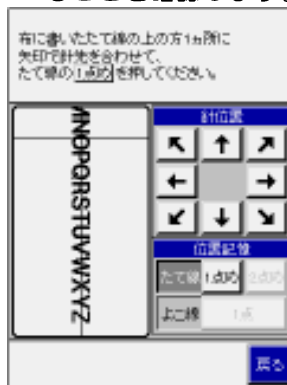 布に書いたたて線の上の方1ヵ所に
矢印で針先を合わせて、
たて線の1点めを押してください。
針位置
MNOPQRSTUVWXYZ
位置記憶
たて線 1点め 2点め
よこ線 1点
戻る